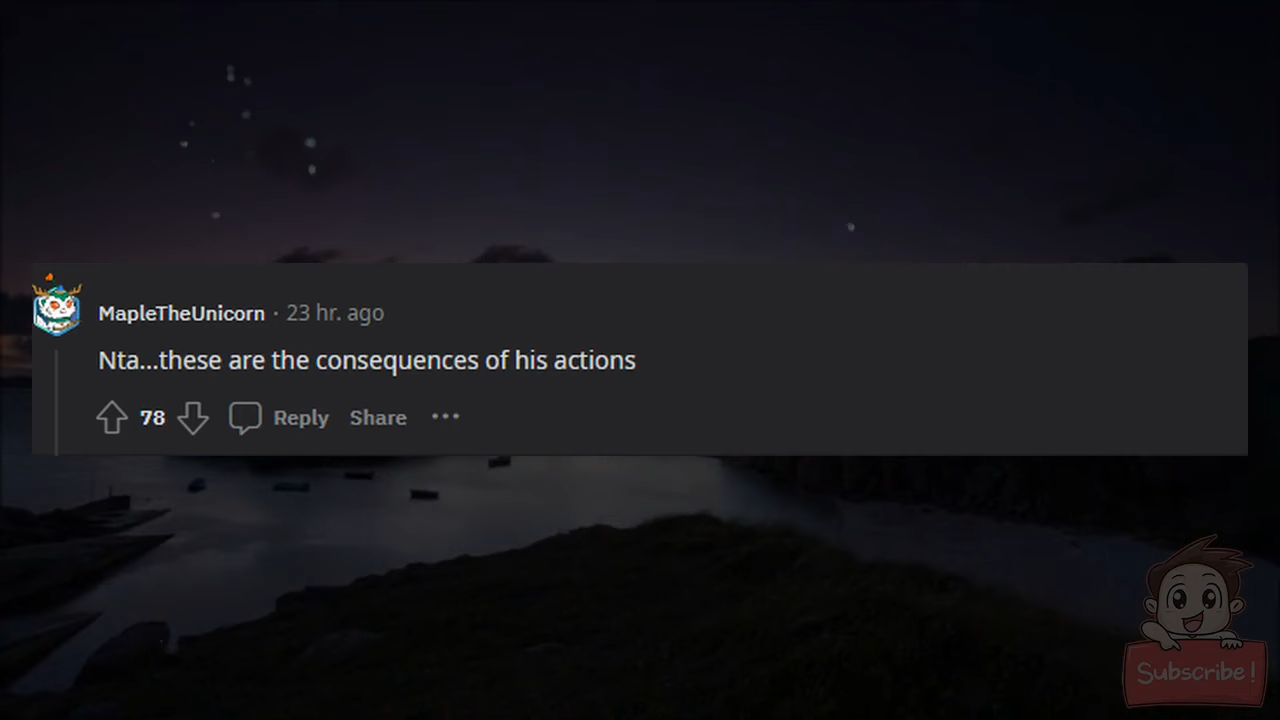 MapleTheUnicorn · 23 hr. ago
Nta...these are the consequences of his actions
78 Reply Share ···
Subscribe!